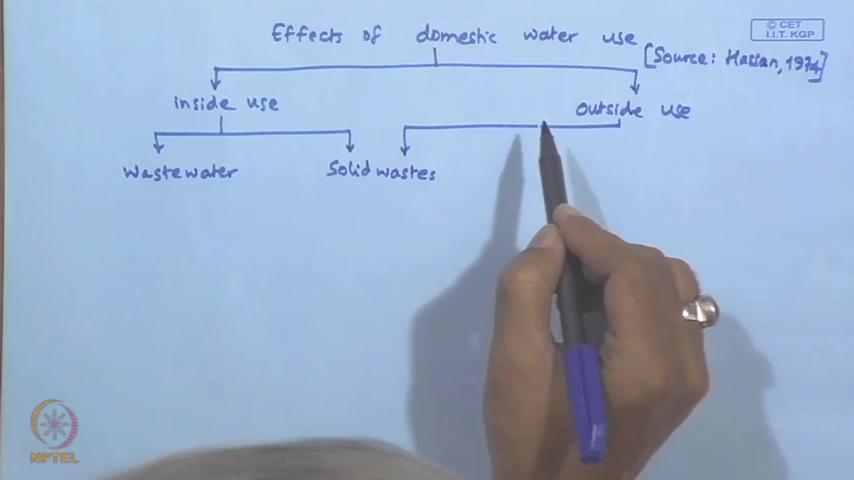 © CET
I.I.T. KGP
Effects of domestic water use
[Source: Hassan, 1974]
inside use
outside use
wastewater
Solid wastes
NPTEL